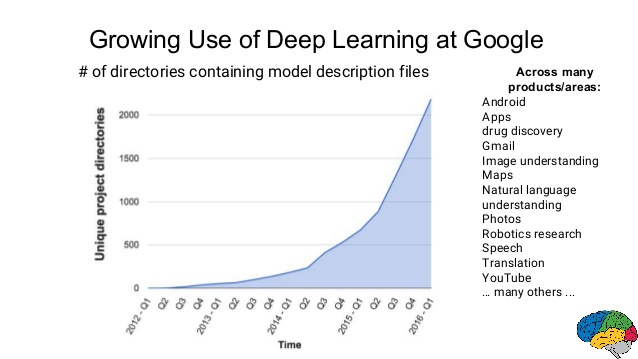 Growing Use of Deep Learning at Google
# of directories containing model description files
Unique project directories
2000
1500
1000
500
0
2012 - Q1
Q2
Q3
Q4
2013 - Q1
Q2
Q3
Q4
2014 - Q1
Q2
Q3
Q4
2015 - Q1
Q2
Q3
Q4
2016 - Q1
Time
Across many
products/areas:
Android
Apps
drug discovery
Gmail
Image understanding
Maps
Natural language
understanding
Photos
Robotics research
Speech
Translation
YouTube
... many others ...